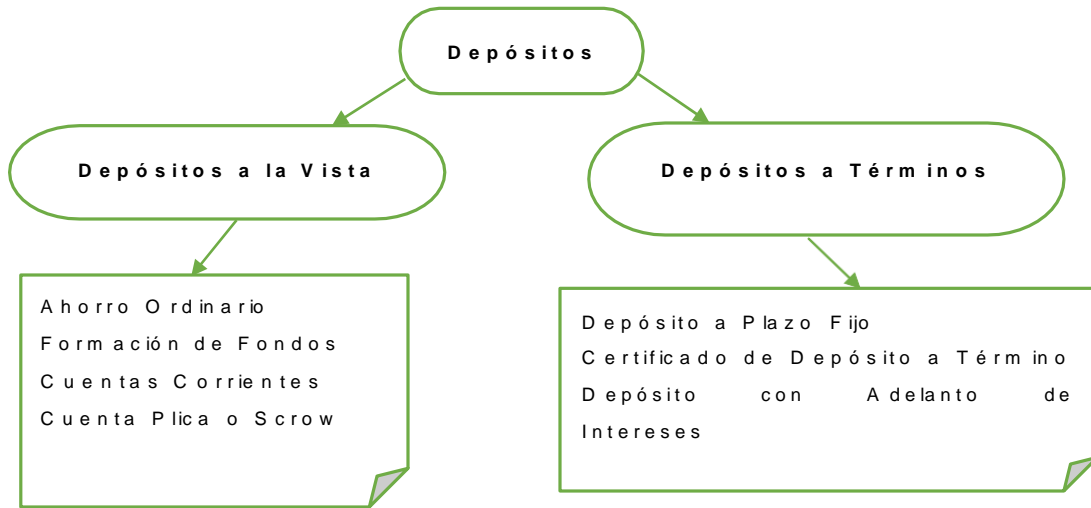 Depósitos
Depósitos a la Vista
Depósitos a Términos
Ahorro Ordinario
Formación de Fondos
Cuentas Corrientes
Cuenta Plica o Scrow
Depósito a Plazo Fijo
Certificado de Depósito a Término
Depósito con Adelanto de
Intereses